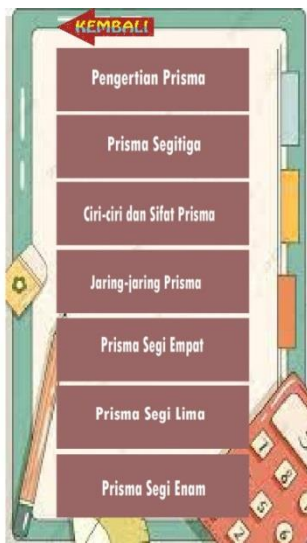 KEMBALI
Pengertian Prisma
Prisma Segitiga
Ciri-ciri dan Sifat Prisma
Jaring-jaring Prisma
Prisma Segi Empat
Prisma Segi Lima
Prisma Segi Enam